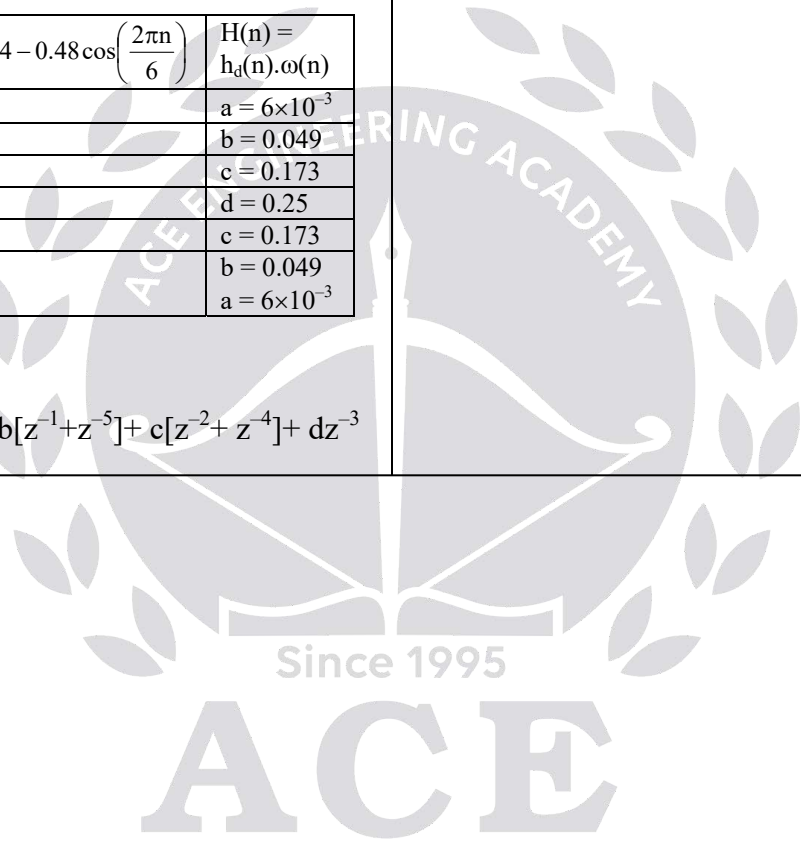 4 – 0.48 cos(2πn/6)
H(n) =
h_d(n).ω(n)
a = 6×10⁻³
b = 0.049
c = 0.173
d = 0.25
c = 0.173
b = 0.049
a = 6×10⁻³
b[z⁻¹+z⁻⁵]+ c[z⁻²+ z⁻⁴]+ dz⁻³
ACE ENGINEERING ACADEMY
Since 1995
ACE